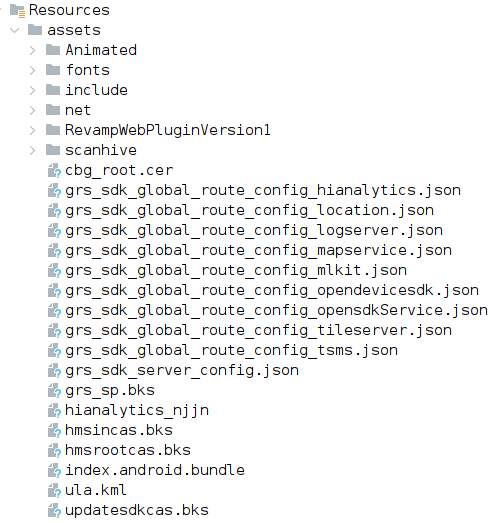 Resources
assets
Animated
fonts
include
net
RevampWebPluginVersion1
scanhive
cbg_root.cer
grs_sdk_global_route_config_hianalytics.json
grs_sdk_global_route_config_location.json
grs_sdk_global_route_config_logserver.json
grs_sdk_global_route_config_mapservice.json
grs_sdk_global_route_config_mlkit.json
grs_sdk_global_route_config_opendevicesdk.json
grs_sdk_global_route_config_opensdkService.json
grs_sdk_global_route_config_tileserver.json
grs_sdk_global_route_config_tsms.json
grs_sdk_server_config.json
grs_sp.bks
hianalytics_njjn
hmsincas.bks
hmsrootcas.bks
index.android.bundle
ula.kml
updatesdkcas.bks